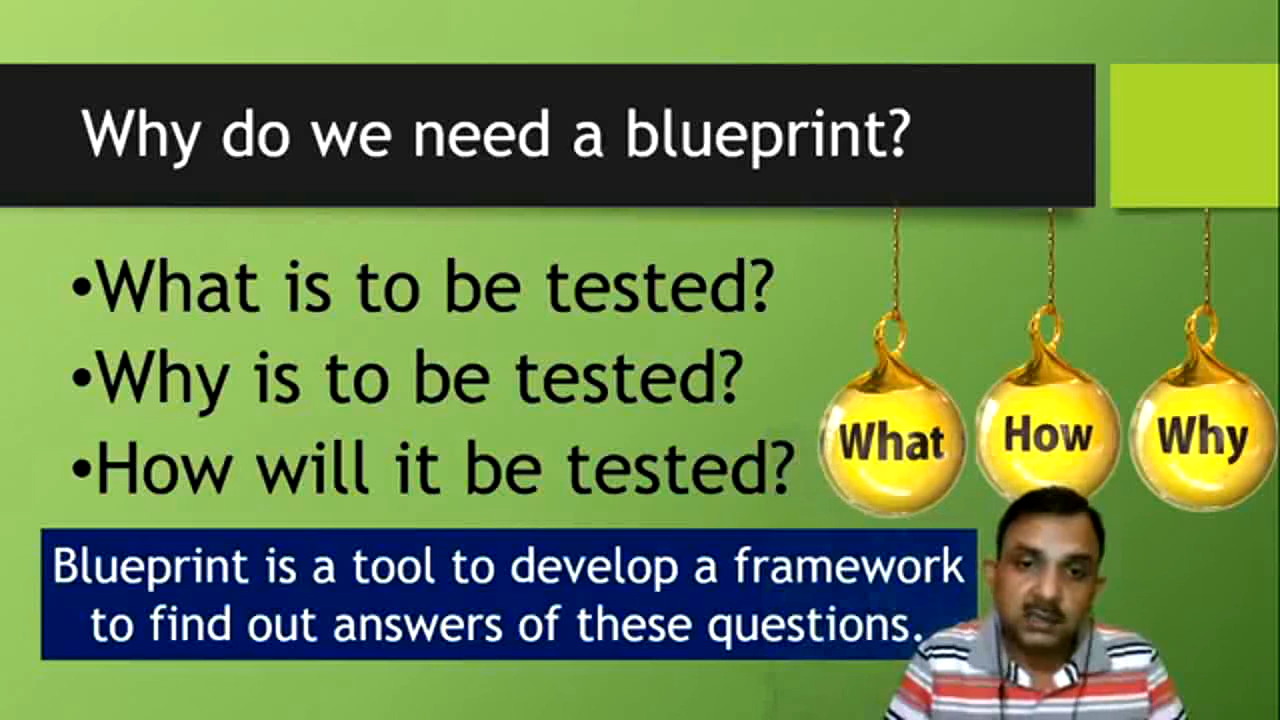 Why do we need a blueprint?
•What is to be tested?
•Why is to be tested?
•How will it be tested?
What
How
Why
Blueprint is a tool to develop a framework
to find out answers of these questions.